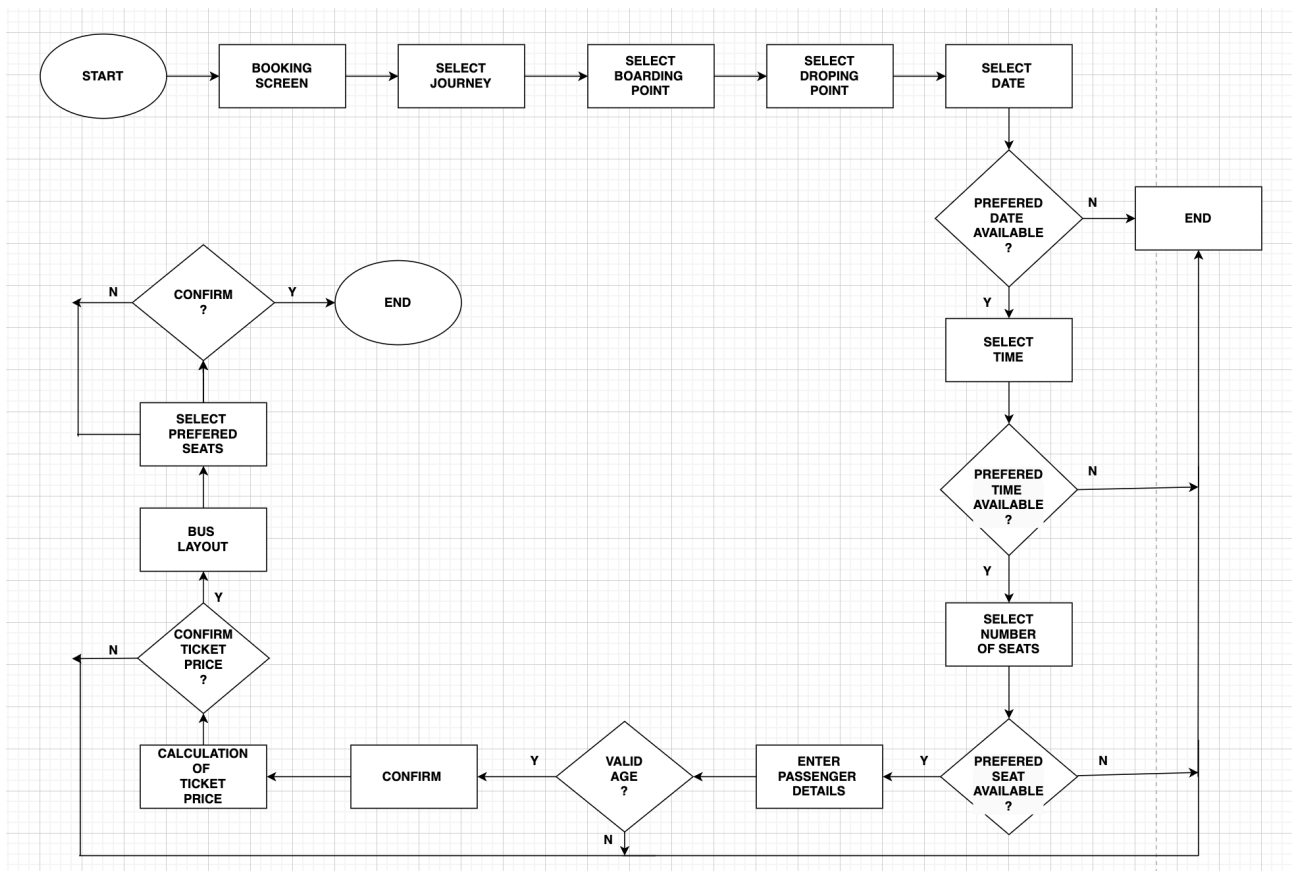 START
BOOKING
SCREEN
SELECT
JOURNEY
SELECT
BOARDING
POINT
SELECT
DROPING
POINT
SELECT
DATE
PREFERED
DATE
AVAILABLE
?
N
END
Y
SELECT
TIME
PREFERED
TIME
AVAILABLE
?
N
Y
SELECT
NUMBER
OF SEATS
PREFERED
SEAT
AVAILABLE
?
N
Y
ENTER
PASSENGER
DETAILS
VALID
AGE
?
N
Y
CONFIRM
CALCULATION
OF
TICKET
PRICE
CONFIRM
TICKET
PRICE
?
N
Y
BUS
LAYOUT
SELECT
PREFERED
SEATS
CONFIRM
?
N
Y
END